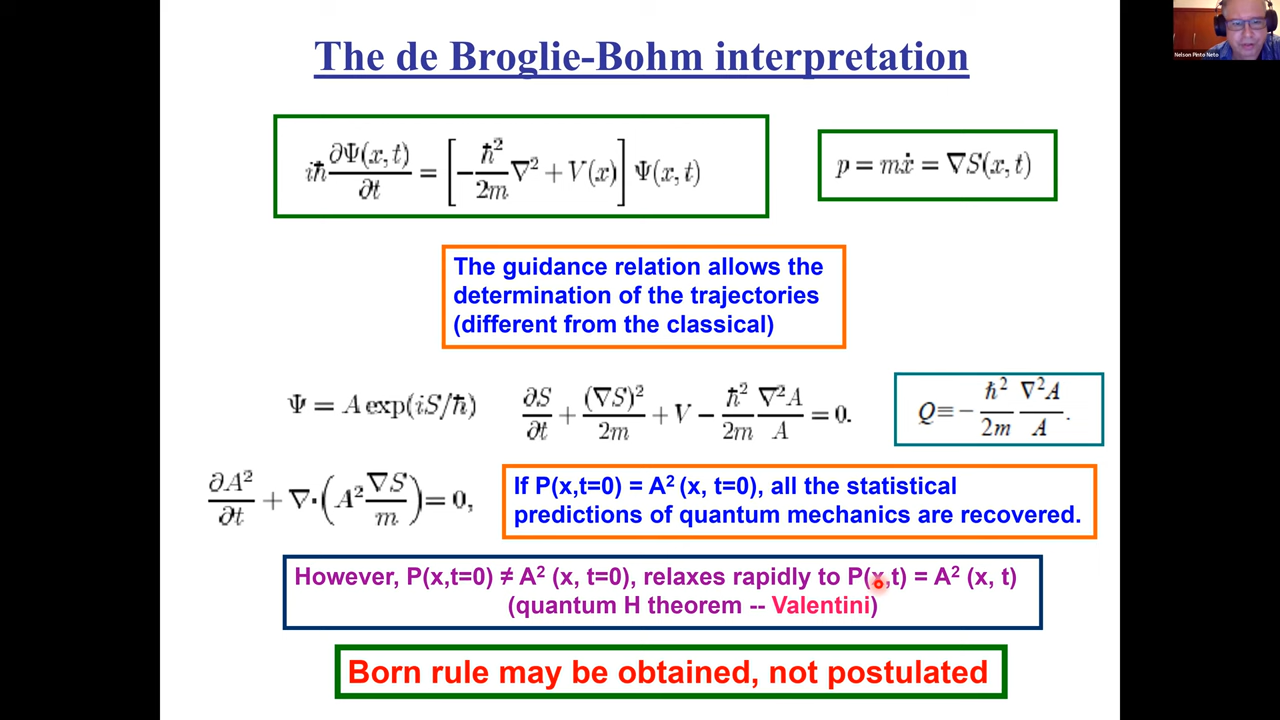 The de Broglie-Bohm interpretation
Nelson Pinto Neto
iħ ∂Ψ(x,t)/∂t = [−ħ²/2m ∇² + V(x)] Ψ(x,t)
p = mẋ = ∇S(x,t)
The guidance relation allows the
determination of the trajectories
(different from the classical)
Ψ = A exp(iS/ħ)
∂S/∂t + (∇S)²/2m + V − ħ²/2m ∇²A/A = 0.
Q ≡ − ħ²/2m ∇²A/A.
∂A²/∂t + ∇·(A² ∇S/m) = 0,
If P(x,t=0) = A² (x, t=0), all the statistical
predictions of quantum mechanics are recovered.
However, P(x,t=0) ≠ A² (x, t=0), relaxes rapidly to P(x,t) = A² (x, t)
(quantum H theorem -- Valentini)
Born rule may be obtained, not postulated